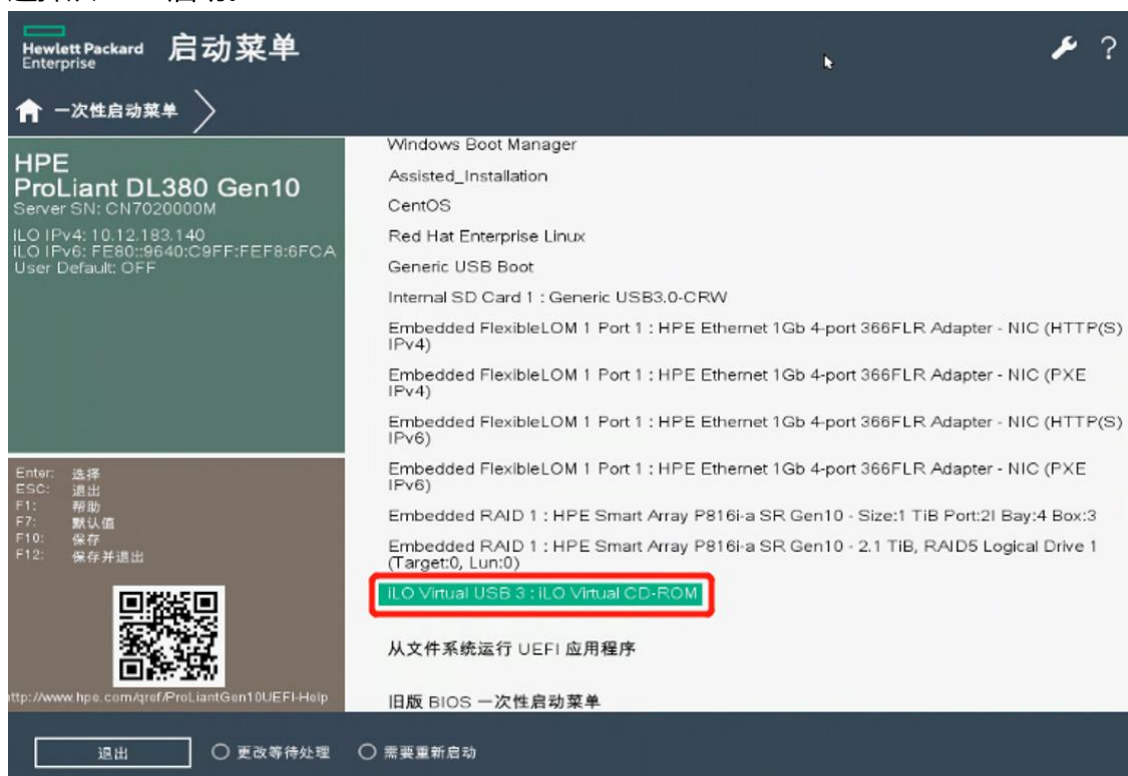 Hewlett Packard
Enterprise
启动菜单
?
一次性启动菜单
HPE
ProLiant DL380 Gen10
Server SN: CN7020000M
iLO IPv4: 10.12.183.140
iLO IPv6: FE80::9640:C9FF:FEF8:6FCA
User Default: OFF
Enter: 选择
ESC: 退出
F1: 帮助
F7: 默认值
F10: 保存
F12: 保存并退出
http://www.hpe.com/qref/ProLiantGen10UEFI-Help
Windows Boot Manager
Assisted_Installation
CentOS
Red Hat Enterprise Linux
Generic USB Boot
Internal SD Card 1 : Generic USB3.0-CRW
Embedded FlexibleLOM 1 Port 1 : HPE Ethernet 1Gb 4-port 366FLR Adapter - NIC (HTTP(S)
IPv4)
Embedded FlexibleLOM 1 Port 1 : HPE Ethernet 1Gb 4-port 366FLR Adapter - NIC (PXE
IPv4)
Embedded FlexibleLOM 1 Port 1 : HPE Ethernet 1Gb 4-port 366FLR Adapter - NIC (HTTP(S)
IPv6)
Embedded FlexibleLOM 1 Port 1 : HPE Ethernet 1Gb 4-port 366FLR Adapter - NIC (PXE
IPv6)
Embedded RAID 1 : HPE Smart Array P816i-a SR Gen10 - Size:1 TiB Port:2I Bay:4 Box:3
Embedded RAID 1 : HPE Smart Array P816i-a SR Gen10 - 2.1 TiB, RAID5 Logical Drive 1
(Target:0, Lun:0)
iLO Virtual USB 3 : iLO Virtual CD-ROM
从文件系统运行 UEFI 应用程序
旧版 BIOS 一次性启动菜单
退出
更改等待处理
需要重新启动